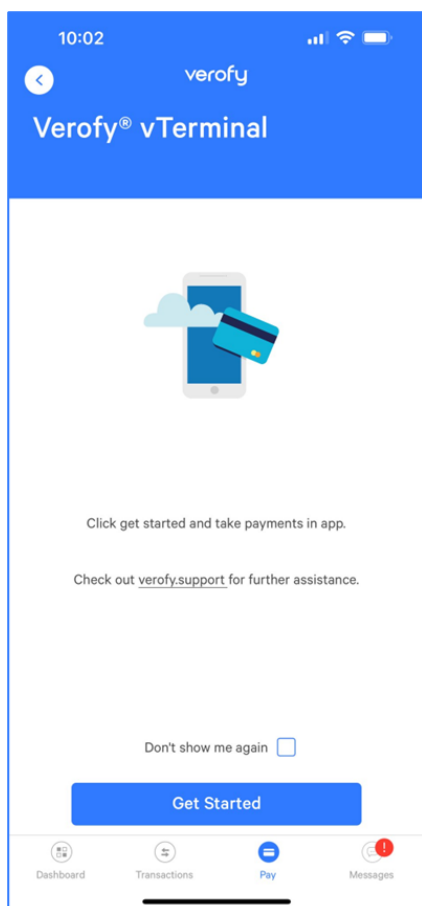 10:02
verofy
Verofy® vTerminal
Click get started and take payments in app.
Check out verofy.support for further assistance.
Don't show me again
Get Started
!
Dashboard
Transactions
Pay
Messages